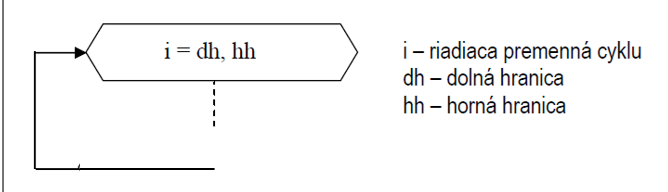 i = dh, hh
i – riadiaca premenná cyklu
dh – dolná hranica
hh – horná hranica